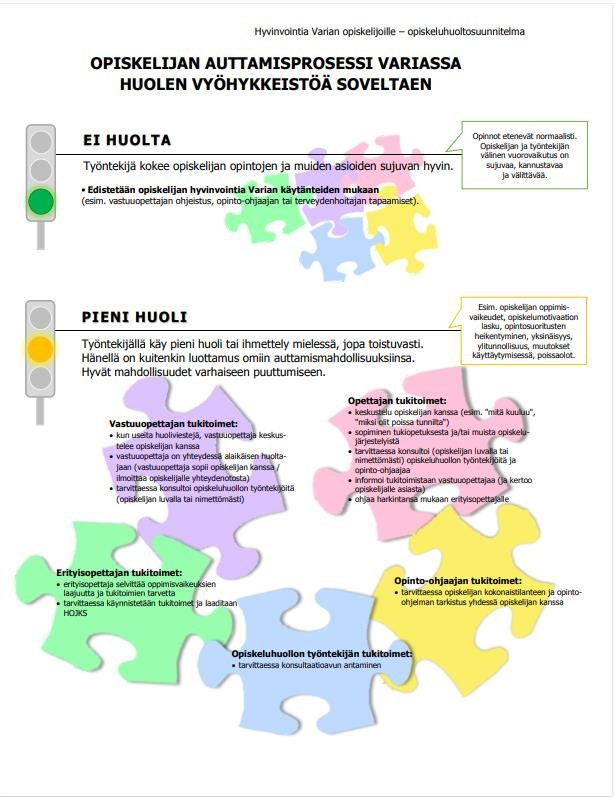 Hyvinvointia Varian opiskelijoille – opiskeluhuoltosuunnitelma
OPISKELIJAN AUTTAMISPROSESSI VARIASSA
HUOLEN VYÖHYKKEISTÖÄ SOVELTAEN
EI HUOLTA
Työntekijä kokee opiskelijan opintojen ja muiden asioiden sujuvan hyvin.
▪ Edistetään opiskelijan hyvinvointia Varian käytänteiden mukaan
(esim. vastuuopettajan ohjeistus, opinto-ohjaajan tai terveydenhoitajan tapaamiset).
Opinnot etenevät normaalisti.
Opiskelijan ja työntekijän
välinen vuorovaikutus on
sujuvaa, kannustavaa
ja välittävää.
PIENI HUOLI
Työntekijällä käy pieni huoli tai ihmettely mielessä, jopa toistuvasti.
Hänellä on kuitenkin luottamus omiin auttamismahdollisuuksiinsa.
Hyvät mahdollisuudet varhaiseen puuttumiseen.
Esim. opiskelijan oppimis-
vaikeudet, opiskelumotivaation
lasku, opintosuoritusten
heikentyminen, yksinäisyys,
ylitunnollisuus, muutokset
käyttäytymisessä, poissaolot.
Vastuuopettajan tukitoimet:
• kun useita huoliviestejä, vastuuopettaja keskus-
telee opiskelijan kanssa
• vastuuopettaja on yhteydessä alaikäisen huolta-
jaan (vastuuopettaja sopii opiskelijan kanssa /
ilmoittaa opiskelijalle yhteydenotosta)
• tarvittaessa konsultoi opiskeluhuollon työntekijöitä
(opiskelijan luvalla tai nimettömästi)
Opettajan tukitoimet:
• keskustelu opiskelijan kanssa (esim. "mitä kuuluu",
"miksi olit poissa tunnilta")
• sopiminen tukiopetuksesta ja/tai muista opiskelu-
järjestelyistä
• tarvittaessa konsultoi (opiskelijan luvalla tai
nimettömästi) opiskeluhuollon työntekijöitä ja
opinto-ohjaajaa
• informoi tukitoimistaan vastuuopettajaa (ja kertoo
opiskelijalle asiasta)
• ohjaa harkintansa mukaan erityisopettajalle
Erityisopettajan tukitoimet:
• erityisopettaja selvittää oppimisvaikeuksien
laajuutta ja tukitoimien tarvetta
• tarvittaessa käynnistetään tukitoimet ja laaditaan
HOJKS
Opinto-ohjaajan tukitoimet:
• tarvittaessa opiskelijan kokonaistilanteen ja opinto-
ohjelman tarkistus yhdessä opiskelijan kanssa
Opiskeluhuollon työntekijän tukitoimet:
• tarvittaessa konsultaatioavun antaminen